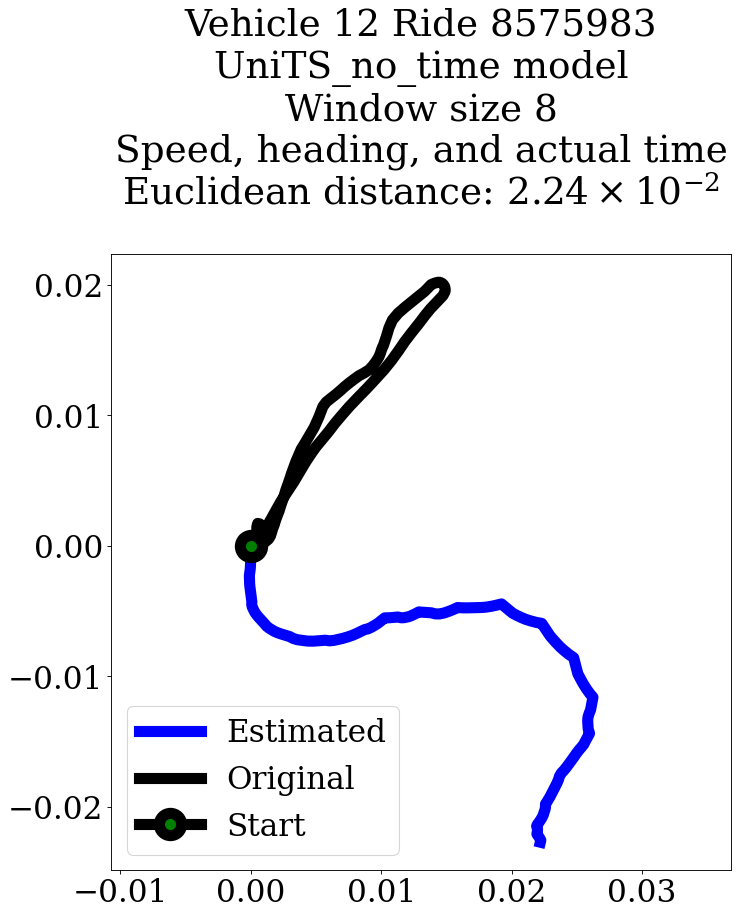 Vehicle 12 Ride 8575983
UniTS_no_time model
Window size 8
Speed, heading, and actual time
Euclidean distance: 2.24 × 10⁻²
0.02
0.01
0.00
−0.01
−0.02
Estimated
Original
Start
−0.01
0.00
0.01
0.02
0.03